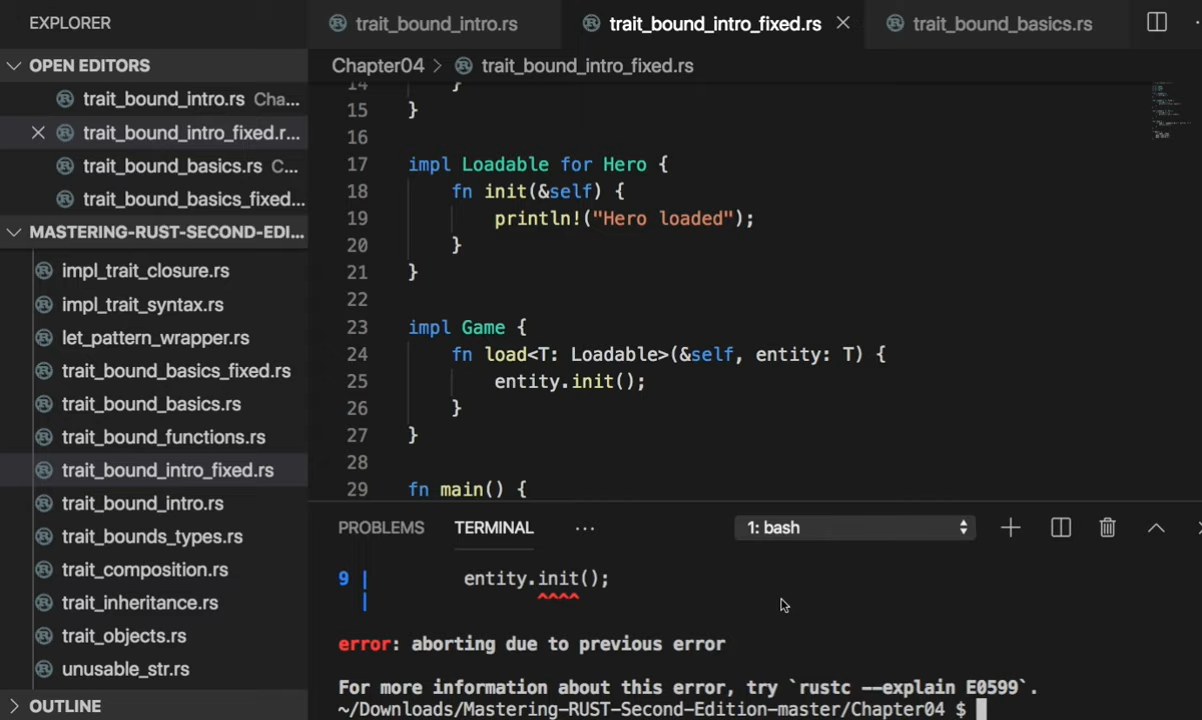 EXPLORER
trait_bound_intro.rs
trait_bound_intro_fixed.rs
trait_bound_basics.rs
OPEN EDITORS
trait_bound_intro.rs Cha...
trait_bound_intro_fixed.r...
trait_bound_basics.rs C...
trait_bound_basics_fixed...
MASTERING-RUST-SECOND-EDI...
impl_trait_closure.rs
impl_trait_syntax.rs
let_pattern_wrapper.rs
trait_bound_basics_fixed.rs
trait_bound_basics.rs
trait_bound_functions.rs
trait_bound_intro_fixed.rs
trait_bound_intro.rs
trait_bounds_types.rs
trait_composition.rs
trait_inheritance.rs
trait_objects.rs
unusable_str.rs
OUTLINE
Chapter04 > trait_bound_intro_fixed.rs
14 }
15 }
16
17 impl Loadable for Hero {
18 fn init(&self) {
19 println!("Hero loaded");
20 }
21 }
22
23 impl Game {
24 fn load<T: Loadable>(&self, entity: T) {
25 entity.init();
26 }
27 }
28
29 fn main() {
PROBLEMS TERMINAL ... 1: bash
9 | entity.init();
| ^^^^
error: aborting due to previous error
For more information about this error, try `rustc --explain E0599`.
~/Downloads/Mastering-RUST-Second-Edition-master/Chapter04 $